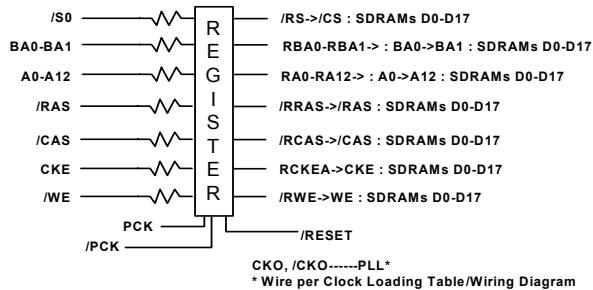 /S0
BA0-BA1
A0-A12
/RAS
/CAS
CKE
/WE
PCK
/PCK
REGISTER
/RS->/CS : SDRAMs D0-D17
RBA0-RBA1-> : BA0->BA1 : SDRAMs D0-D17
RA0-RA12-> : A0->A12 : SDRAMs D0-D17
/RRAS->/RAS : SDRAMs D0-D17
/RCAS->/CAS : SDRAMs D0-D17
RCKEA->CKE : SDRAMs D0-D17
/RWE->WE : SDRAMs D0-D17
/RESET
CKO, /CKO------PLL*
* Wire per Clock Loading Table/Wiring Diagram